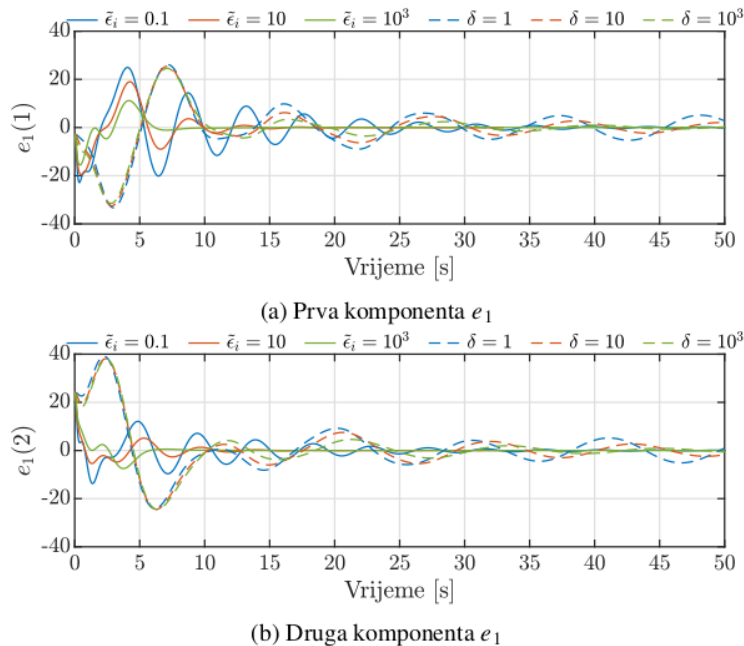 ϵ̃ᵢ = 0.1 ϵ̃ᵢ = 10 ϵ̃ᵢ = 10³ δ = 1 δ = 10 δ = 10³
40
20
0
-20
-40
e₁(1)
0 5 10 15 20 25 30 35 40 45 50
Vrijeme [s]
(a) Prva komponenta e₁
ϵ̃ᵢ = 0.1 ϵ̃ᵢ = 10 ϵ̃ᵢ = 10³ δ = 1 δ = 10 δ = 10³
40
20
0
-20
-40
e₁(2)
0 5 10 15 20 25 30 35 40 45 50
Vrijeme [s]
(b) Druga komponenta e₁